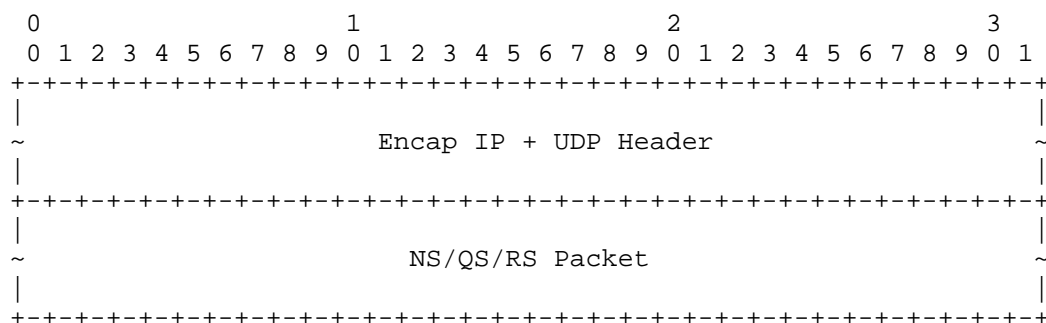 0                   1                   2                   3
 0 1 2 3 4 5 6 7 8 9 0 1 2 3 4 5 6 7 8 9 0 1 2 3 4 5 6 7 8 9 0 1
+-+-+-+-+-+-+-+-+-+-+-+-+-+-+-+-+-+-+-+-+-+-+-+-+-+-+-+-+-+-+-+-+
|                                                               |
~                      Encap IP + UDP Header                    ~
|                                                               |
+-+-+-+-+-+-+-+-+-+-+-+-+-+-+-+-+-+-+-+-+-+-+-+-+-+-+-+-+-+-+-+-+
|                                                               |
~                        NS/QS/RS Packet                        ~
|                                                               |
+-+-+-+-+-+-+-+-+-+-+-+-+-+-+-+-+-+-+-+-+-+-+-+-+-+-+-+-+-+-+-+-+